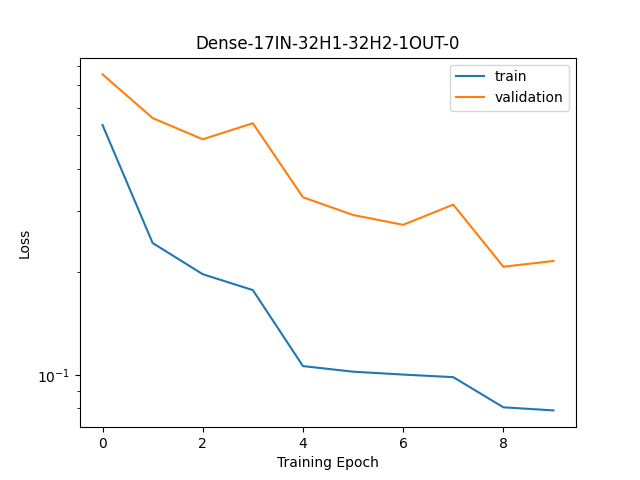 Dense-17IN-32H1-32H2-1OUT-0
train
validation
Loss
10⁻¹
0 2 4 6 8
Training Epoch